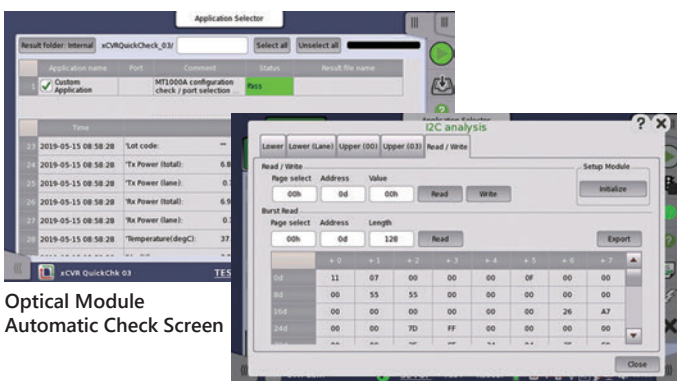 Application Selector
Result folder: Internal xCVRQuickCheck_03/ Select all Unselect all
Application name Port Comment Status Result file name
1 Custom Application MT1000A configuration check / port selection ... Pass
Time
23 2019-05-15 08:58:28 'Lot code: --
24 2019-05-15 08:58:28 'Tx Power (total): 6.8
25 2019-05-15 08:58:28 'Tx Power (lane): 0.
26 2019-05-15 08:58:28 'Rx Power (total): 6.9
27 2019-05-15 08:58:28 'Rx Power (lane): 0.
28 2019-05-15 08:58:28 'Temperature(degC): 37.
xCVR QuickChk 03 TES
Optical Module
Automatic Check Screen
I2C analysis ? X
Lower Lower (Lane) Upper (00) Upper (03) Read / Write
Read / Write Setup Module
Page select Address Value
00h 0d 00h Read Write Initialize
Burst Read
Page select Address Length
00h 0d 128 Read Export
+ 0 + 1 + 2 + 3 + 4 + 5 + 6 + 7
0d 11 07 00 00 00 0F 00 00
8d 00 55 55 00 00 00 00 00
16d 00 00 00 00 00 00 26 A7
24d 00 00 7D FF 00 00 00 00
Close